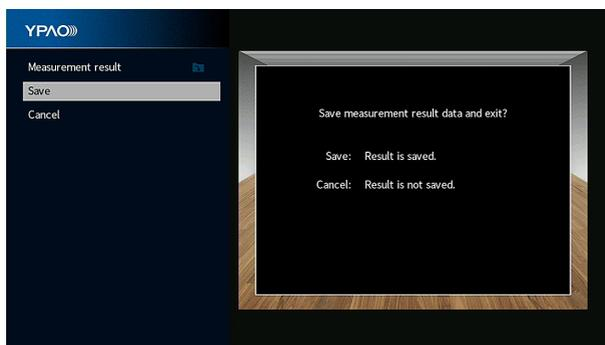 YPAO
Measurement result
Save
Cancel
Save measurement result data and exit?
Save: Result is saved.
Cancel: Result is not saved.